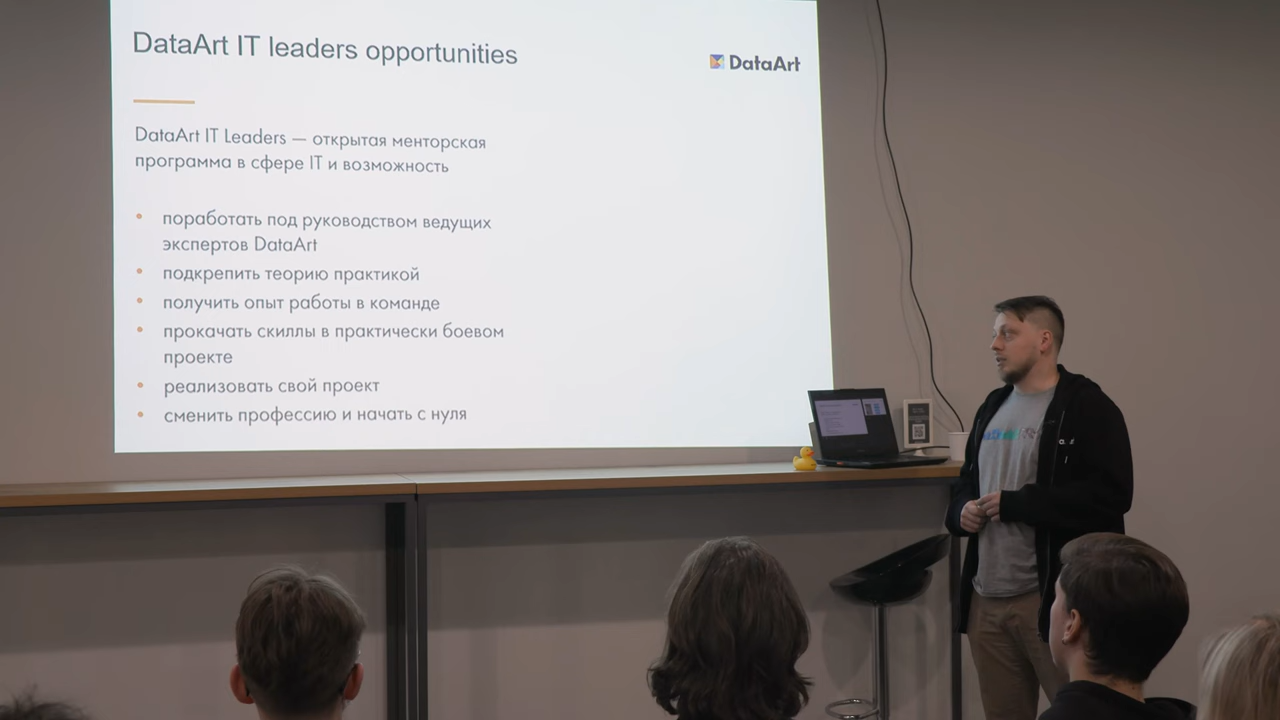 DataArt IT leaders opportunities
DataArt
DataArt IT Leaders — открытая менторская
программа в сфере IT и возможность
• поработать под руководством ведущих
экспертов DataArt
• подкрепить теорию практикой
• получить опыт работы в команде
• прокачать скиллы в практически боевом
проекте
• реализовать свой проект
• сменить профессию и начать с нуля